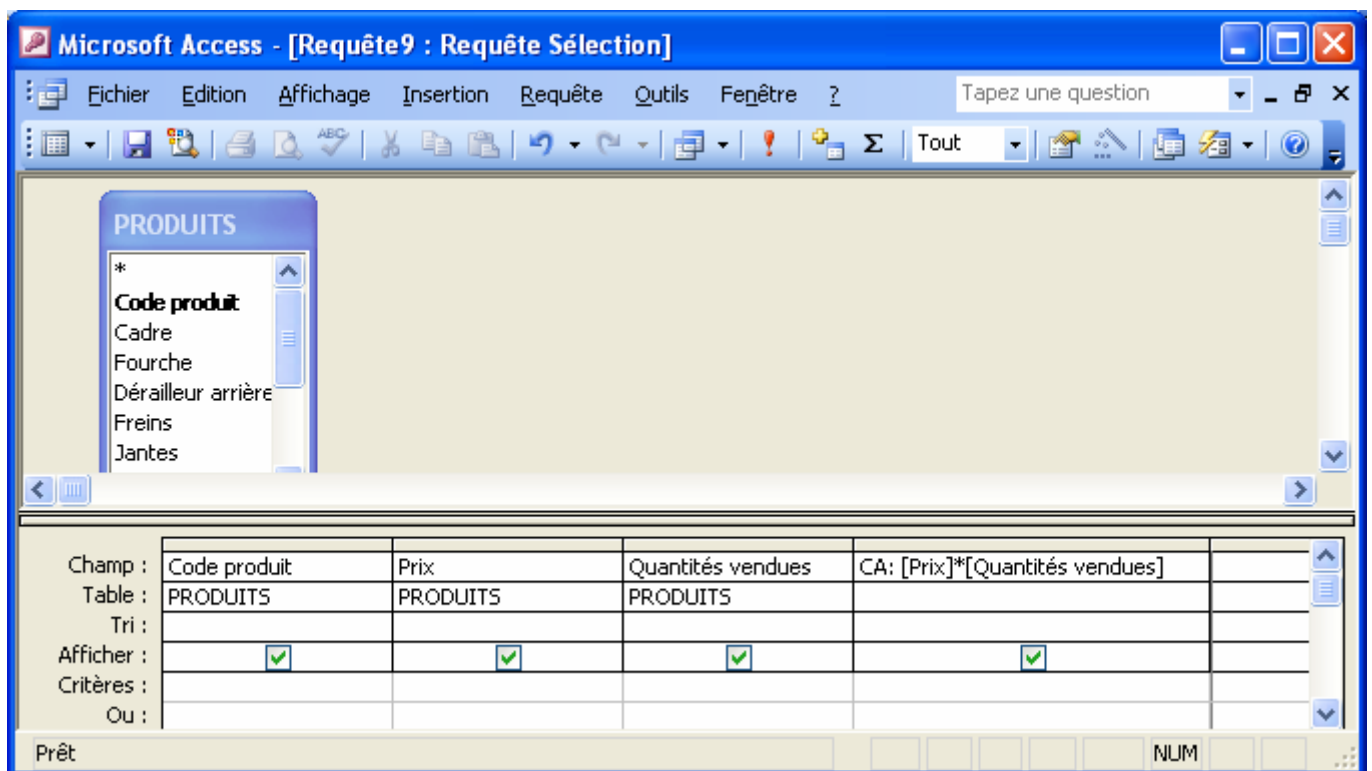 Microsoft Access - [Requête9 : Requête Sélection]
Fichier Edition Affichage Insertion Requête Outils Fenêtre ? Tapez une question
ABC Σ Tout
PRODUITS
*
Code produit
Cadre
Fourche
Dérailleur arrière
Freins
Jantes
Champ : Code produit Prix Quantités vendues CA: [Prix]*[Quantités vendues]
Table : PRODUITS PRODUITS PRODUITS
Tri :
Afficher :
Critères :
Ou :
Prêt NUM